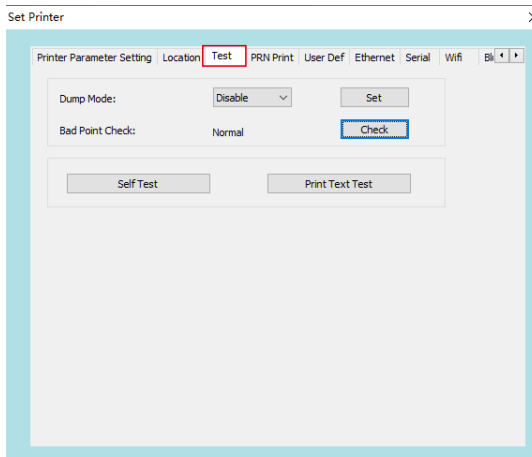 Set Printer
Printer Parameter Setting Location Test PRN Print User Def Ethernet Serial Wifi
Dump Mode: Disable Set
Bad Point Check: Normal Check
Self Test Print Text Test